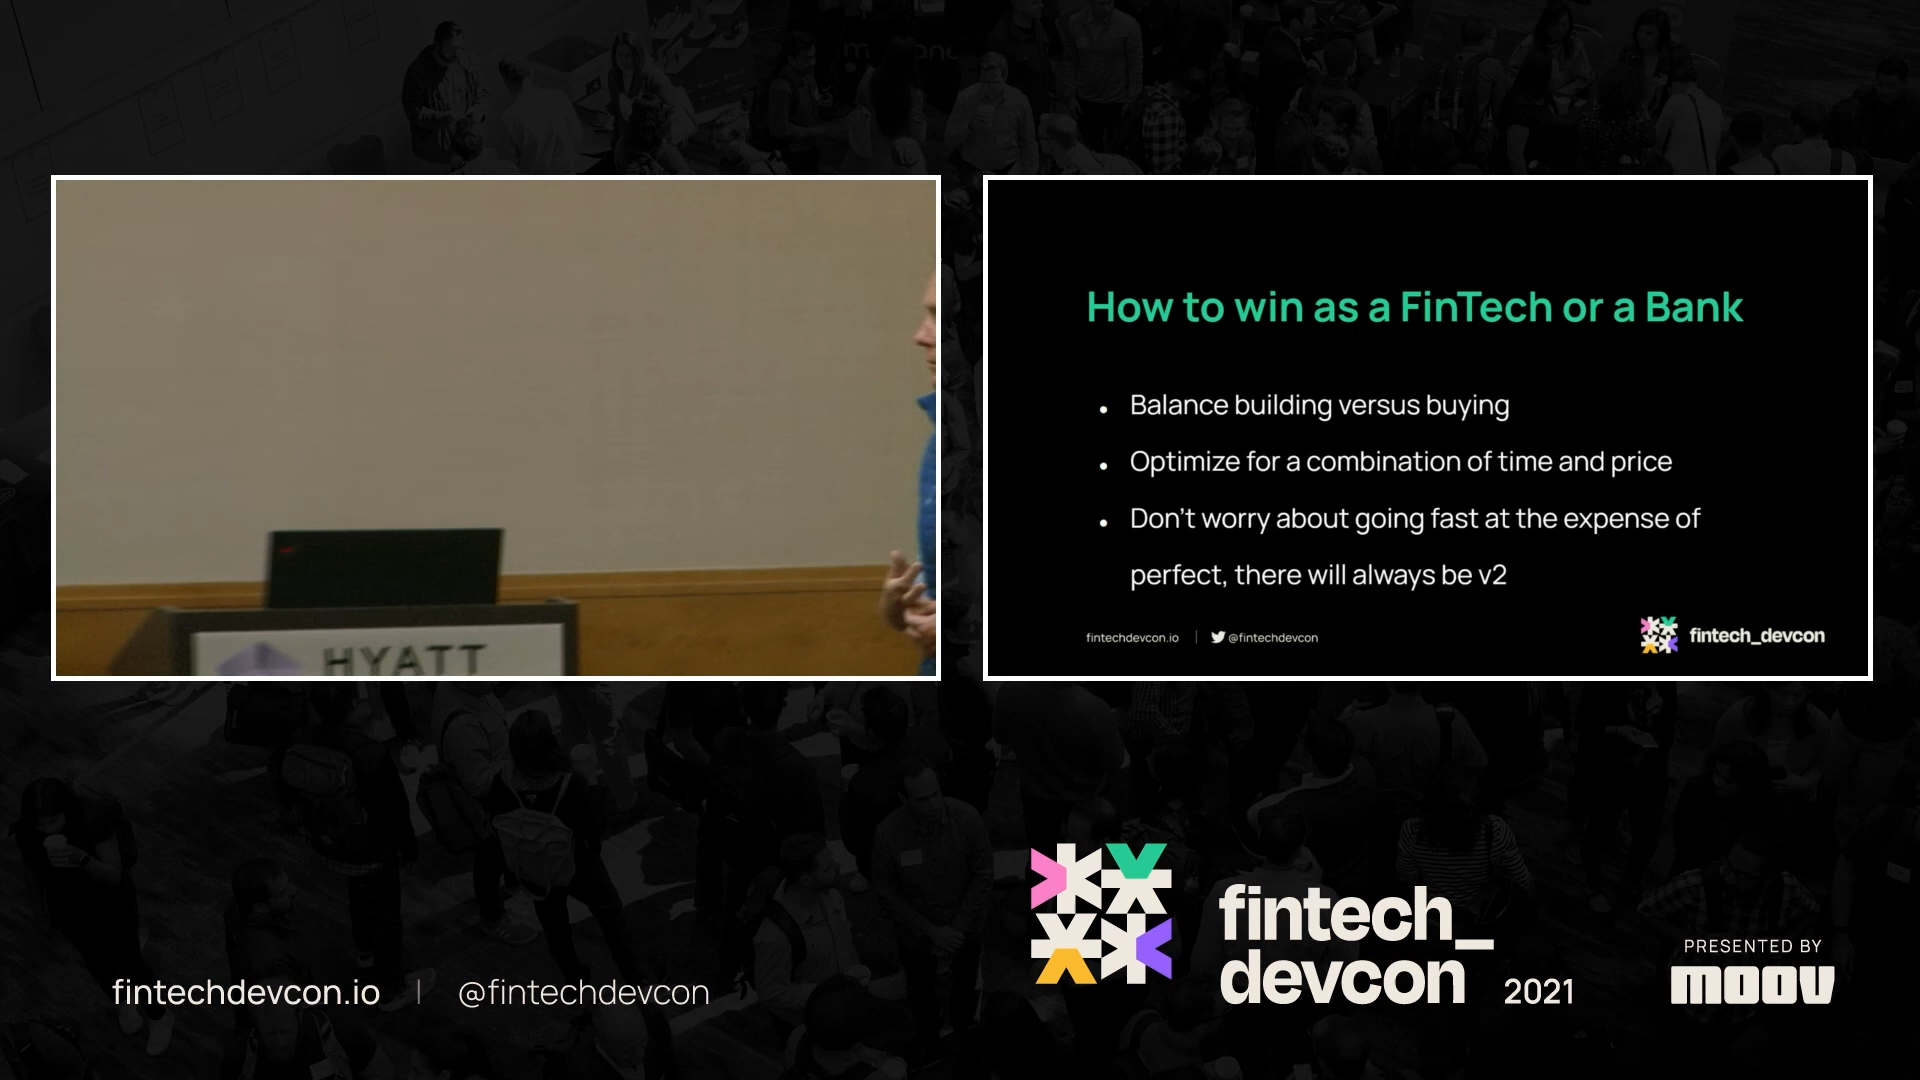 HYATT
How to win as a FinTech or a Bank
Balance building versus buying
Optimize for a combination of time and price
Don't worry about going fast at the expense of
perfect, there will always be v2
fintechdevcon.io | @fintechdevcon
fintech_devcon
fintechdevcon.io | @fintechdevcon
fintech_
devcon 2021
PRESENTED BY
moov